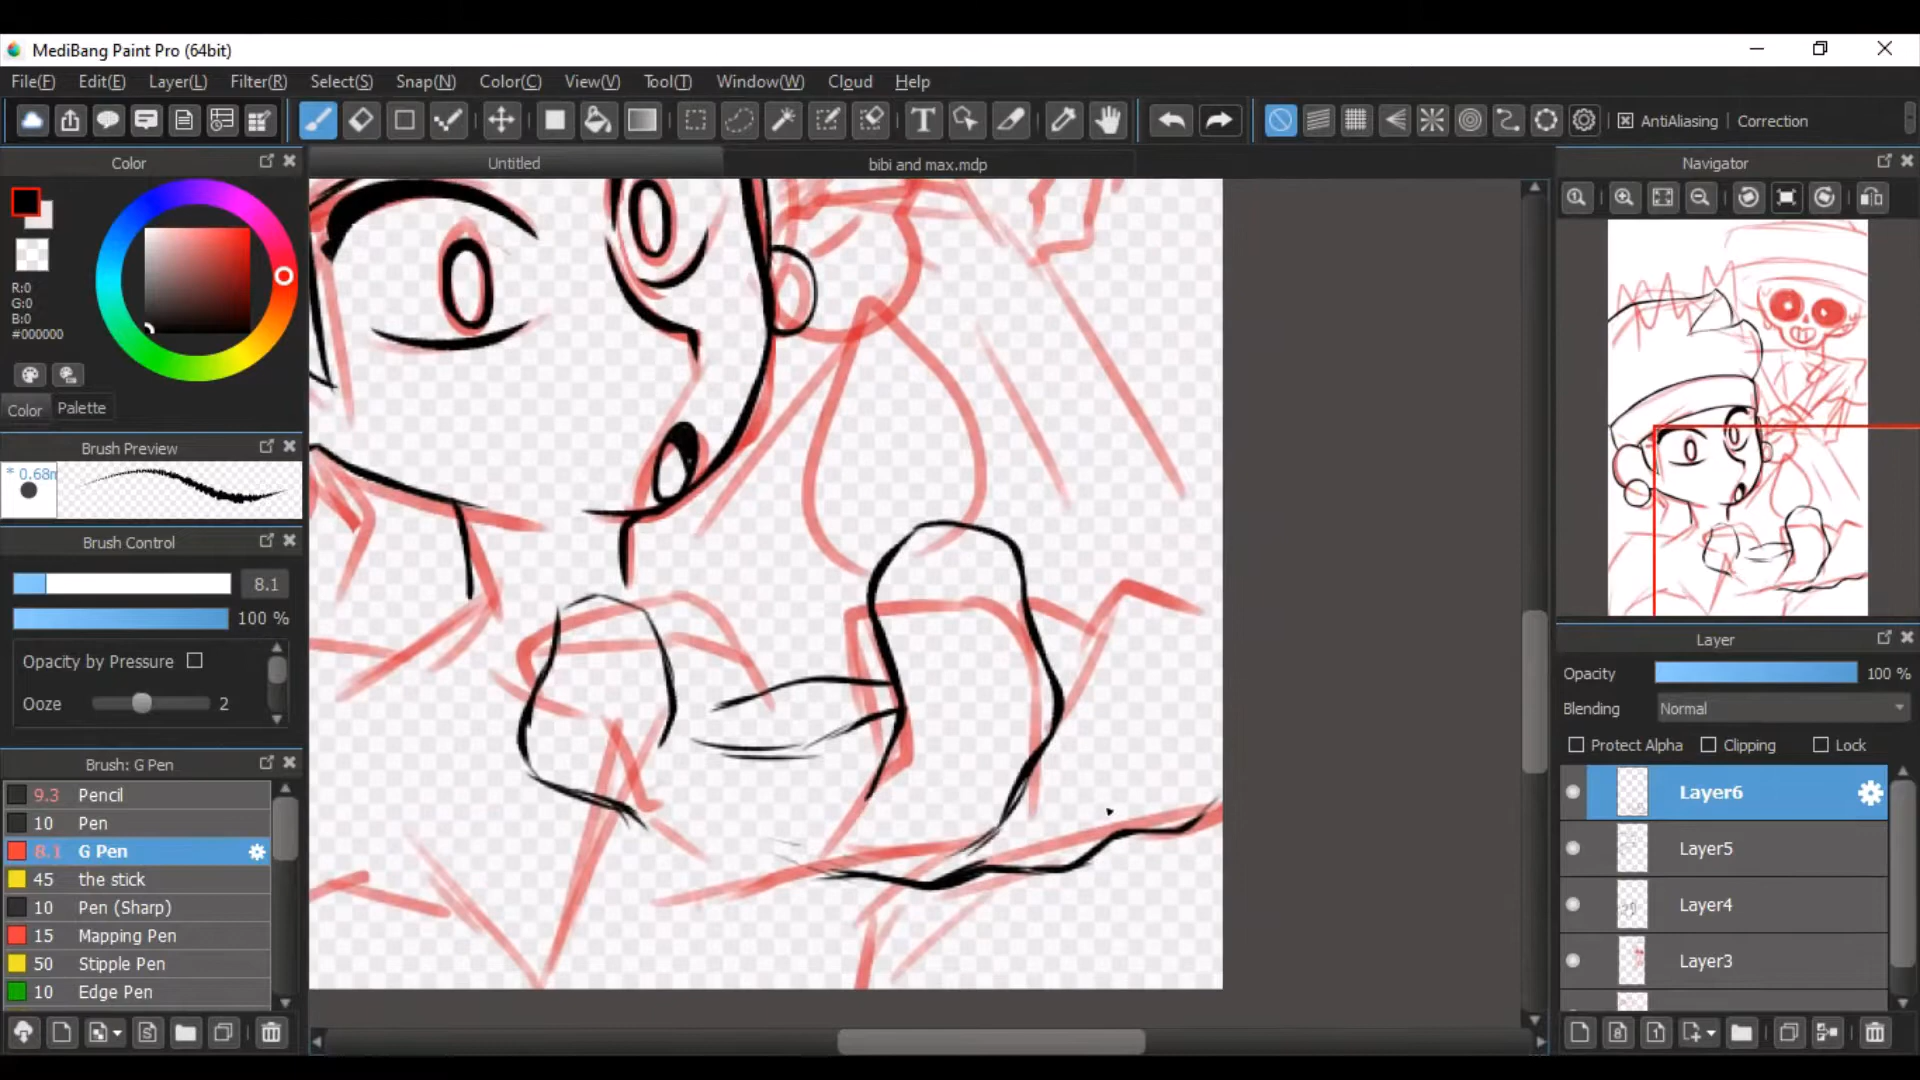 MediBang Paint Pro (64bit)
File(F) Edit(E) Layer(L) Filter(R) Select(S) Snap(N) Color(C) View(V) Tool(T) Window(W) Cloud Help
AntiAliasing Correction
Color
Untitled
bibi and max.mdp
Navigator
R:0
G:0
B:0
#000000
Color Palette
Brush Preview
* 0.68m
Brush Control
8.1
100 %
Opacity by Pressure
Ooze 2
Brush: G Pen
9.3 Pencil
10 Pen
8.1 G Pen
45 the stick
10 Pen (Sharp)
15 Mapping Pen
50 Stipple Pen
10 Edge Pen
Layer
Opacity 100 %
Blending Normal
Protect Alpha Clipping Lock
Layer6
Layer5
Layer4
Layer3